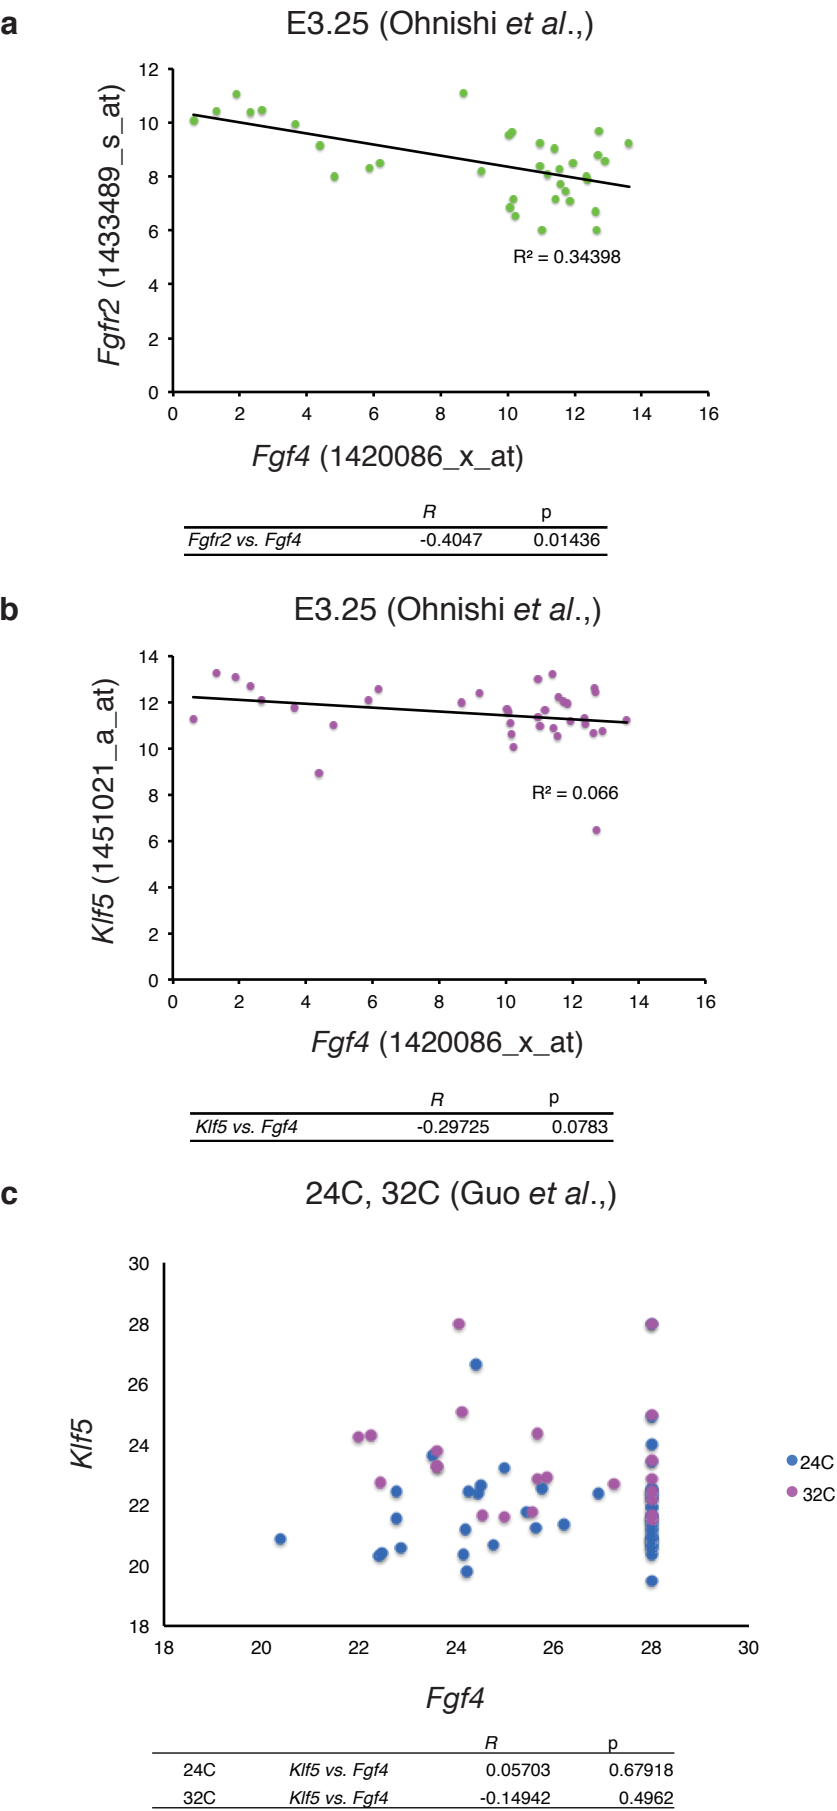 a
E3.25 (Ohnishi et al.,)
12
10
8
6
4
2
0
Fgfr2 (1433489_s_at)
R² = 0.34398
0 2 4 6 8 10 12 14 16
Fgf4 (1420086_x_at)
R p
Fgfr2 vs. Fgf4 -0.4047 0.01436
b
E3.25 (Ohnishi et al.,)
14
12
10
8
6
4
2
0
Klf5 (1451021_a_at)
R² = 0.066
0 2 4 6 8 10 12 14 16
Fgf4 (1420086_x_at)
R p
Klf5 vs. Fgf4 -0.29725 0.0783
c
24C, 32C (Guo et al.,)
30
28
26
24
22
20
18
Klf5
24C
32C
18 20 22 24 26 28 30
Fgf4
R p
24C Klf5 vs. Fgf4 0.05703 0.67918
32C Klf5 vs. Fgf4 -0.14942 0.4962